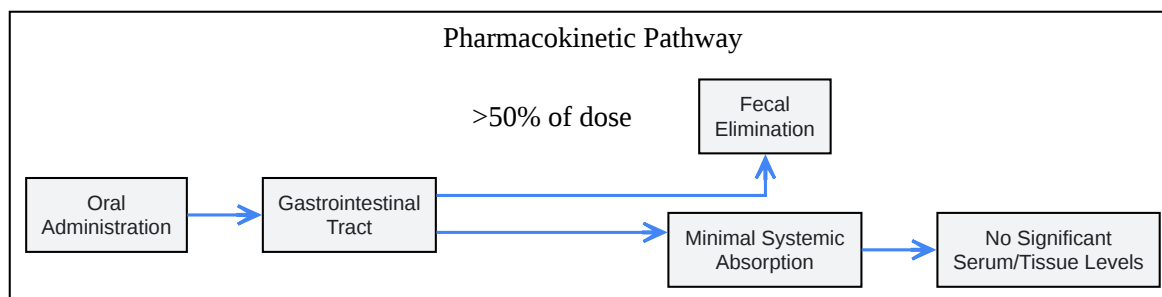 Pharmacokinetic Pathway
>50% of dose
Fecal
Elimination
Oral
Administration
Gastrointestinal
Tract
Minimal Systemic
Absorption
No Significant
Serum/Tissue Levels